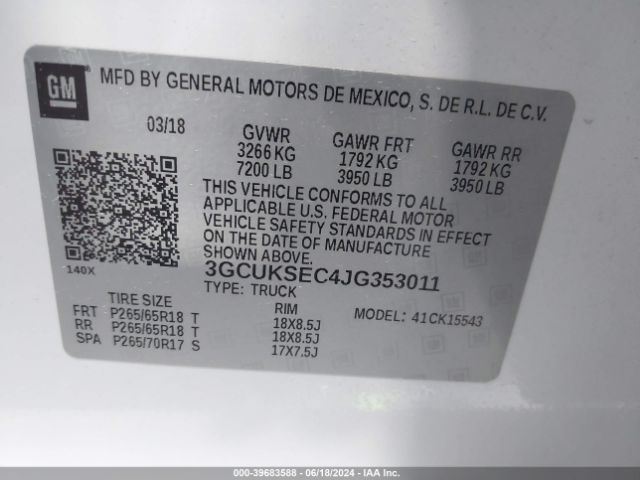 GM
MFD BY GENERAL MOTORS DE MEXICO, S. DE R.L. DE C.V.
03/18 GVWR GAWR FRT GAWR RR
3266 KG 1792 KG 1792 KG
7200 LB 3950 LB 3950 LB
THIS VEHICLE CONFORMS TO ALL
APPLICABLE U.S. FEDERAL MOTOR
VEHICLE SAFETY STANDARDS IN EFFECT
ON THE DATE OF MANUFACTURE
SHOWN ABOVE.
140X 3GCUKSEC4JG353011
TYPE: TRUCK
TIRE SIZE RIM MODEL: 41CK15543
FRT P265/65R18 T 18X8.5J
RR P265/65R18 T 18X8.5J
SPA P265/70R17 S 17X7.5J
000-39683588 - 06/18/2024 - IAA Inc.